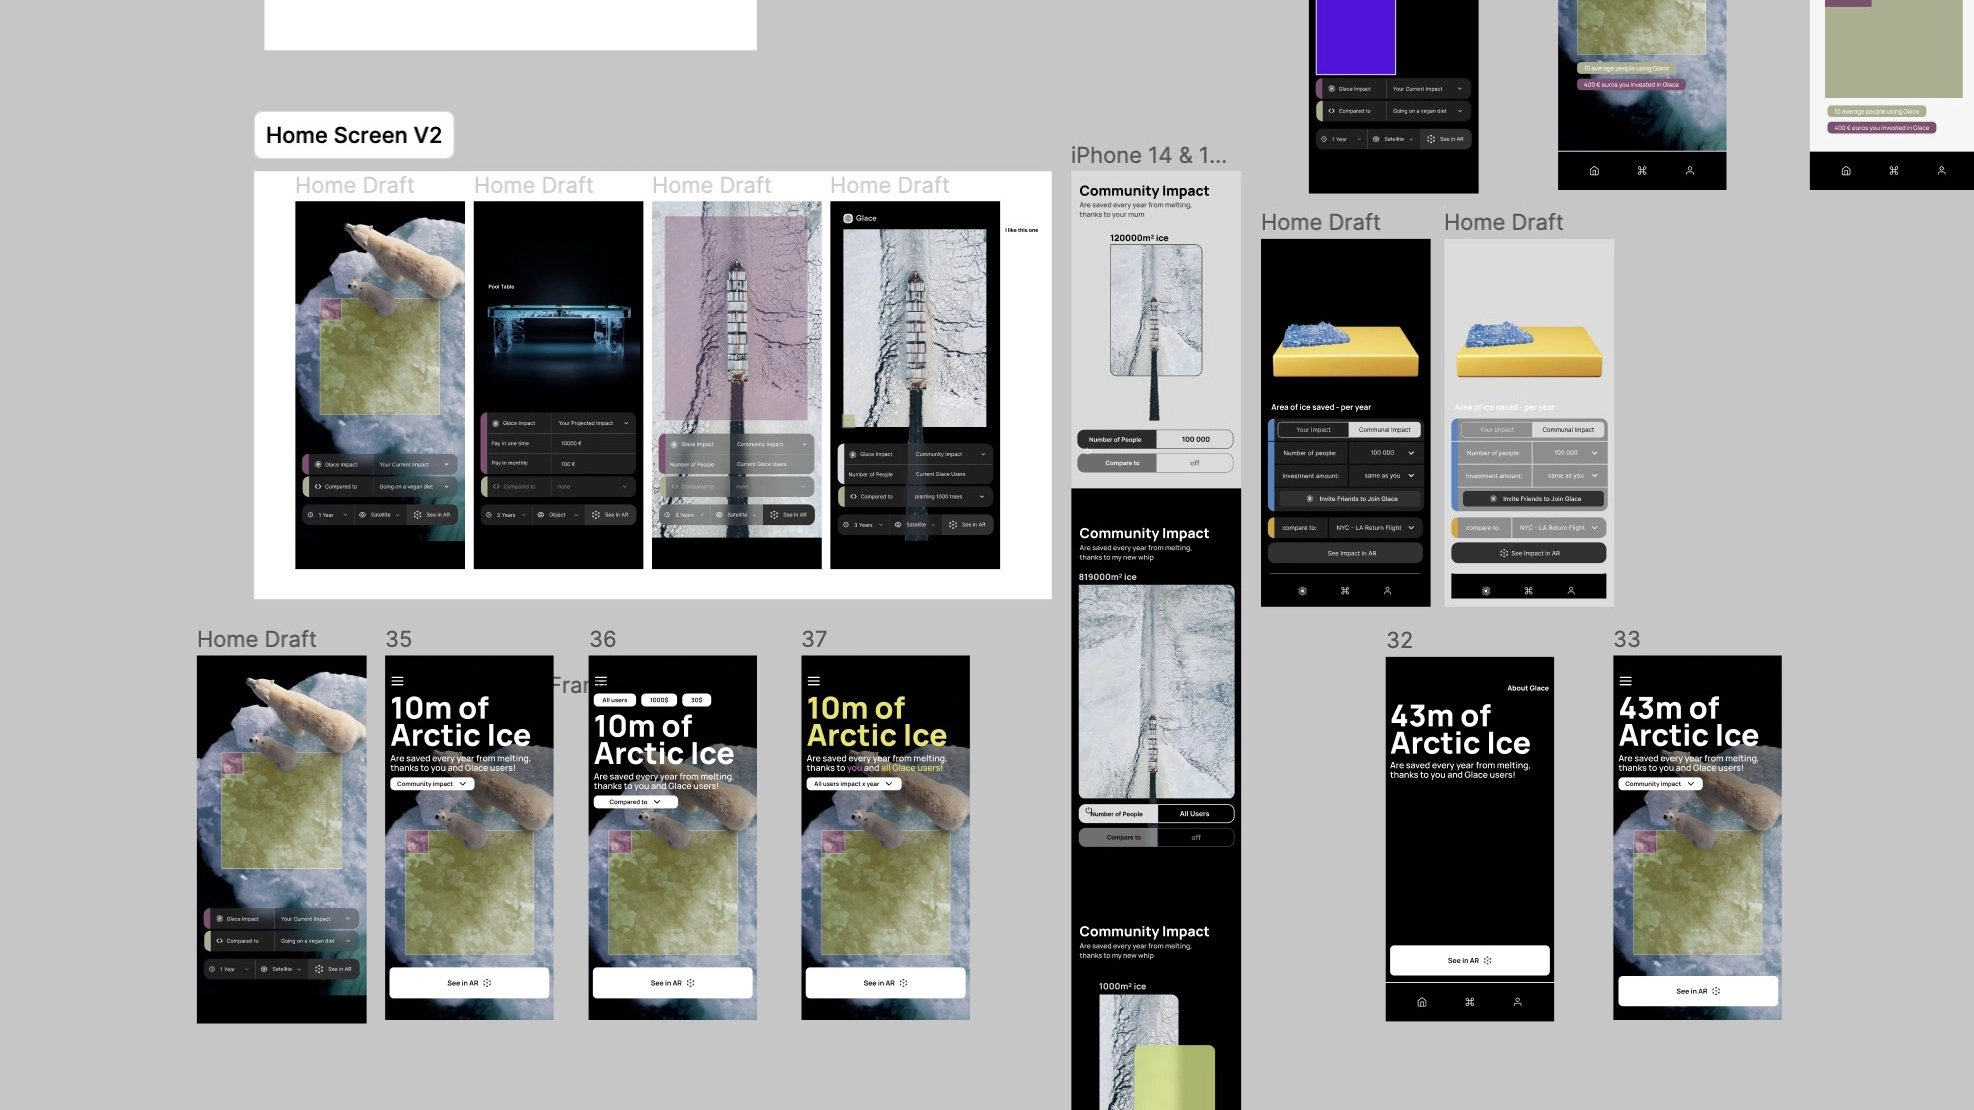 10 average people using Glace
400 € euros you invested in Glace
10 average people using Glace
400 € euros you invested in Glace
Glace Impact
Your Current Impact
Compared to
Going on a vegan diet
1 Year
Satellite
See in AR
Home Screen V2
Home Draft
Home Draft
Home Draft
Home Draft
Glace Impact
Your Current Impact
Compared to
Going on a vegan diet
1 Year
Satellite
See in AR
Pool Table
Glace Impact
Your Projected Impact
Pay in one time
10000 €
Pay in monthly
100 €
Compared to
none
3 Years
Object
See in AR
Glace Impact
Community Impact
Number of People
Current Glace Users
Compared to
none
3 Years
Satellite
See in AR
Glace
I like this one
Glace Impact
Community Impact
Number of People
Current Glace Users
Compared to
planting 1000 trees
3 Years
Satellite
See in AR
iPhone 14 & 1...
Community Impact
Are saved every year from melting,
thanks to your mum
120000m² ice
Number of People
100 000
Compare to
off
Community Impact
Are saved every year from melting,
thanks to my new whip
819000m² ice
Number of People
All Users
Compare to
off
Community Impact
Are saved every year from melting,
thanks to my new whip
1000m² ice
Home Draft
Home Draft
Area of ice saved - per year
Your Impact
Communal Impact
Number of people:
100 000
Investment amount:
same as you
Invite Friends to Join Glace
compare to:
NYC - LA Return Flight
See Impact in AR
Area of ice saved - per year
Your Impact
Communal Impact
Number of people:
100 000
Investment amount:
same as you
Invite Friends to Join Glace
compare to:
NYC - LA Return Flight
See Impact in AR
Home Draft
Glace Impact
Your Current Impact
Compared to
Going on a vegan diet
1 Year
Satellite
See in AR
35
10m of
Arctic Ice
Are saved every year from melting,
thanks to you and Glace users!
Community impact
See in AR
Fra
36
All users
1000$
30$
10m of
Arctic Ice
Are saved every year from melting,
thanks to you and Glace users!
Compared to
See in AR
37
10m of
Arctic Ice
Are saved every year from melting,
thanks to you and all Glace users!
All users impact x year
See in AR
32
About Glace
43m of
Arctic Ice
Are saved every year from melting,
thanks to you and Glace users!
See in AR
33
43m of
Arctic Ice
Are saved every year from melting,
thanks to you and Glace users!
Community impact
See in AR